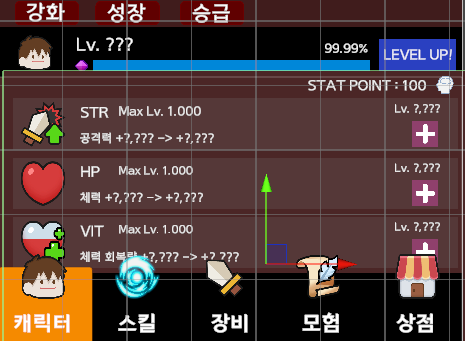 강화 성장 승급
Lv. ???
99.99%
LEVEL UP!
STAT POINT : 100
STR Max Lv. 1.000
Lv. ?,???
공격력 +?,??? –> +?,???
HP Max Lv. 1.000
Lv. ?,???
체력 +?,??? –> +?,???
VIT Max Lv. 1.000
Lv. ?,???
체력 회복량 +?,??? –> +? ???
캐릭터 스킬 장비 모험 상점